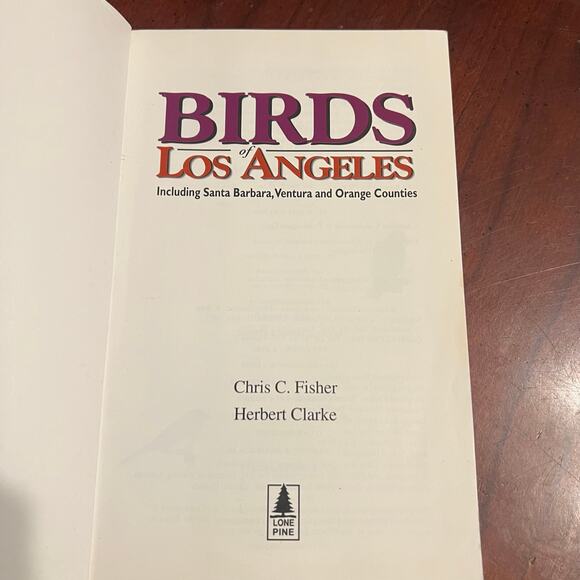 BIRDS
of
LOS ANGELES
Including Santa Barbara, Ventura and Orange Counties
Chris C. Fisher
Herbert Clarke
LONE
PINE